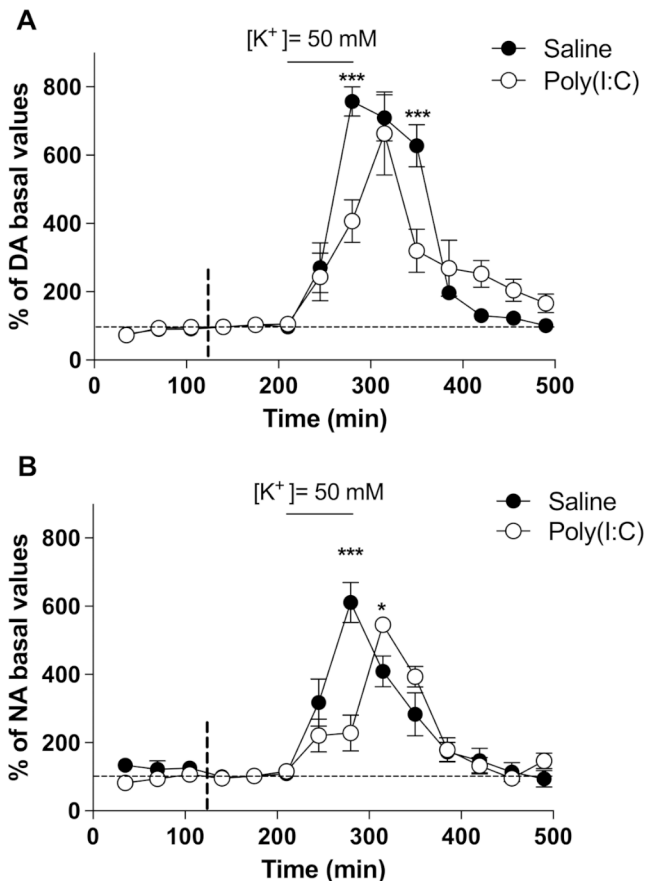 A
[K⁺]= 50 mM
Saline
Poly(I:C)
***
***
800
600
400
200
0
% of DA basal values
0 100 200 300 400 500
Time (min)
B
[K⁺]= 50 mM
Saline
Poly(I:C)
***
*
800
600
400
200
0
% of NA basal values
0 100 200 300 400 500
Time (min)